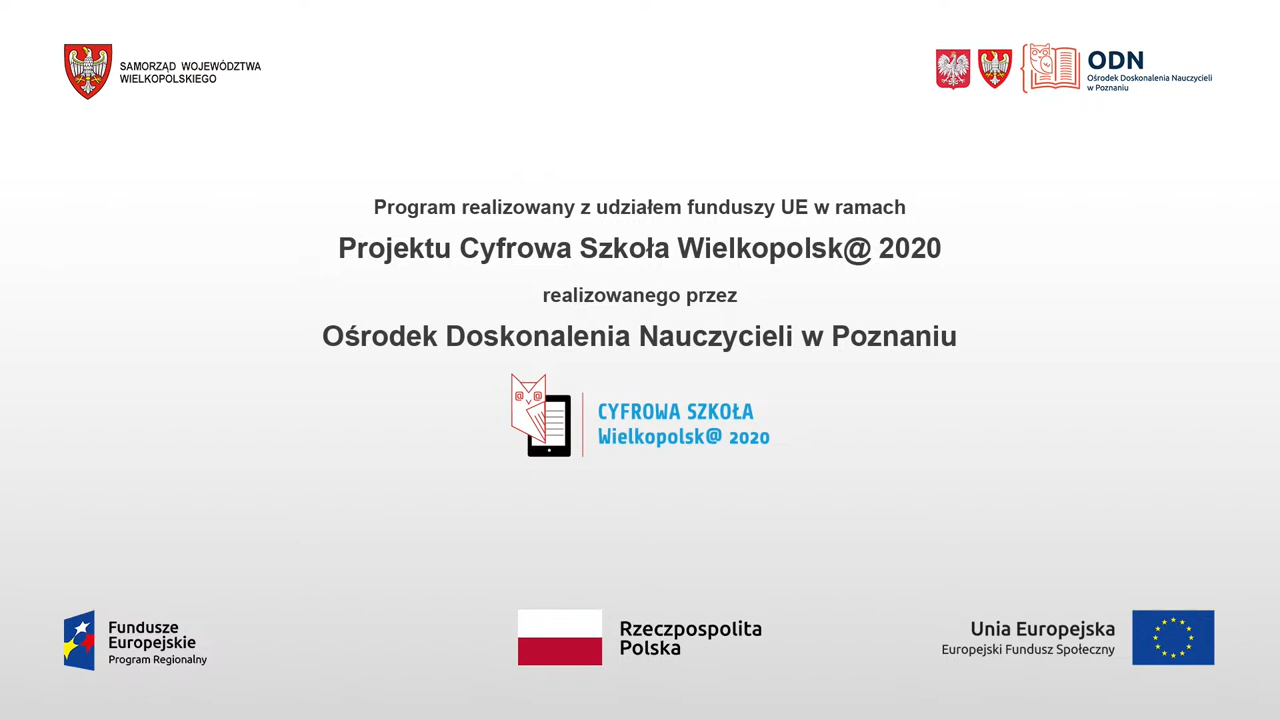 SAMORZĄD WOJEWÓDZTWA
WIELKOPOLSKIEGO
ODN
Ośrodek Doskonalenia Nauczycieli
w Poznaniu
Program realizowany z udziałem funduszy UE w ramach
Projektu Cyfrowa Szkoła Wielkopolsk@ 2020
realizowanego przez
Ośrodek Doskonalenia Nauczycieli w Poznaniu
CYFROWA SZKOŁA
Wielkopolsk@ 2020
Fundusze
Europejskie
Program Regionalny
Rzeczpospolita
Polska
Unia Europejska
Europejski Fundusz Społeczny